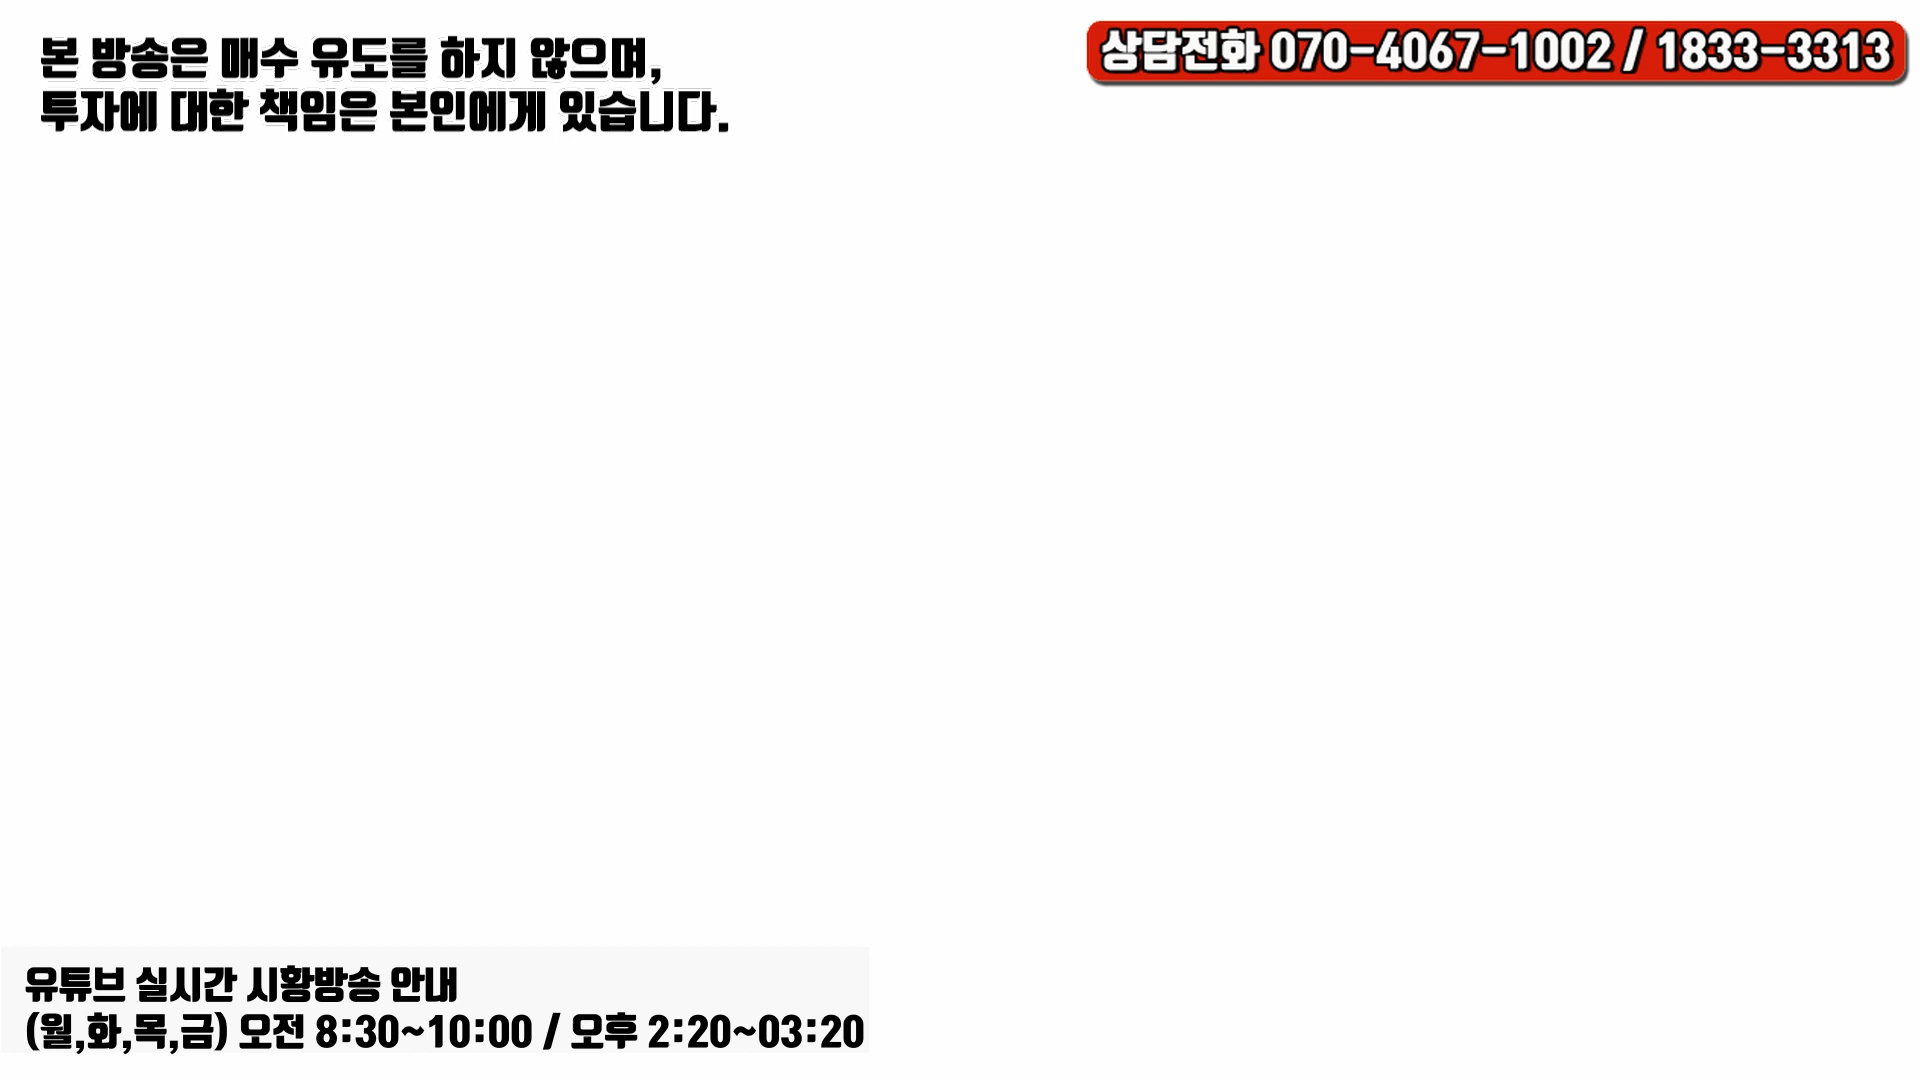 본 방송은 매수 유도를 하지 않으며,
투자에 대한 책임은 본인에게 있습니다.
상담전화 070-4067-1002 / 1833-3313
유튜브 실시간 시황방송 안내
(월,화,목,금) 오전 8:30~10:00 / 오후 2:20~03:20